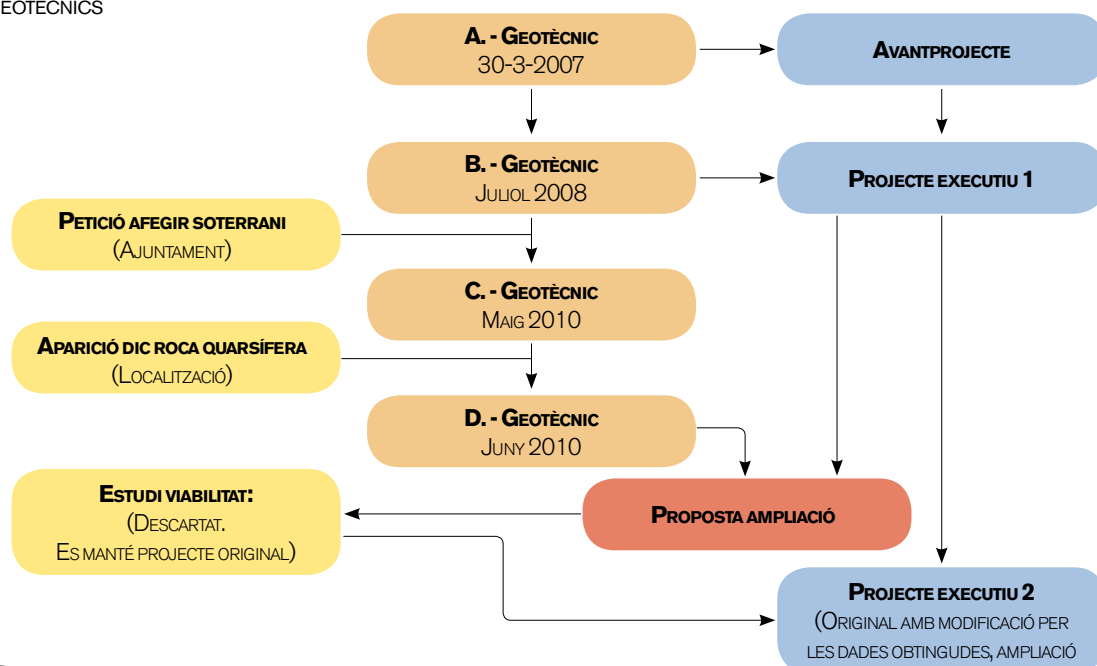 EOTÈCNICS
A. - Geotècnic
30-3-2007
Avantprojecte
B. - Geotècnic
Juliol 2008
Projecte executiu 1
Petició afegir soterrani
(Ajuntament)
C. - Geotècnic
Maig 2010
Aparició dic roca quarsífera
(Localització)
D. - Geotècnic
Juny 2010
Estudi viabilitat:
(Descartat.
Es manté projecte original)
Proposta ampliació
Projecte executiu 2
(Original amb modificació per
les dades obtingudes, ampliació